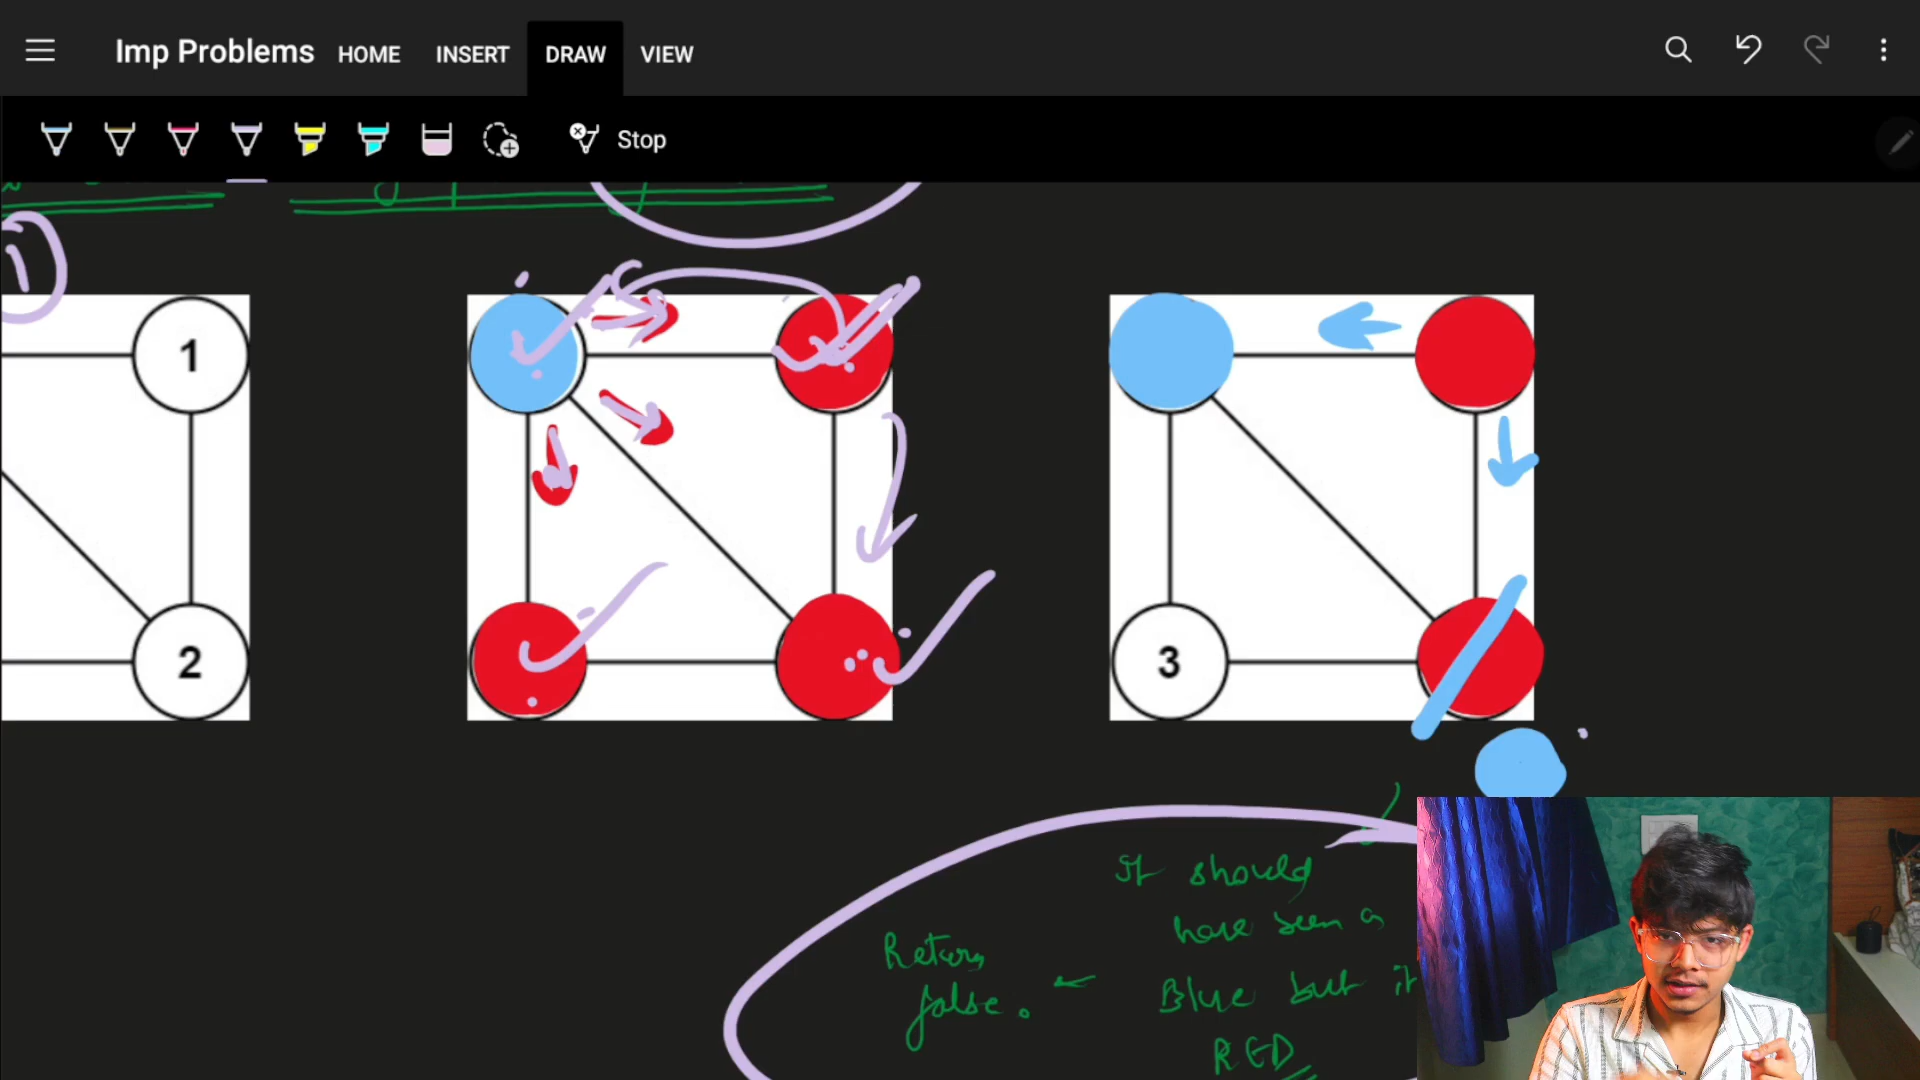 Imp Problems HOME INSERT DRAW VIEW
Stop
1
1
2
3
It should
have seen a
Blue but it
RED
Return
false.